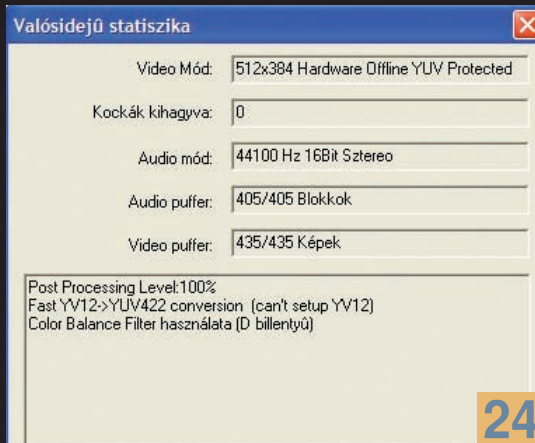 Valósidejû statiszika
Video Mód: 512x384 Hardware Offline YUV Protected
Kockák kihagyva: 0
Audio mód: 44100 Hz 16Bit Sztereo
Audio puffer: 405/405 Blokkok
Video puffer: 435/435 Képek
Post Processing Level:100%
Fast YV12->YUV422 conversion (can't setup YV12)
Color Balance Filter használata (D billentyû)
24